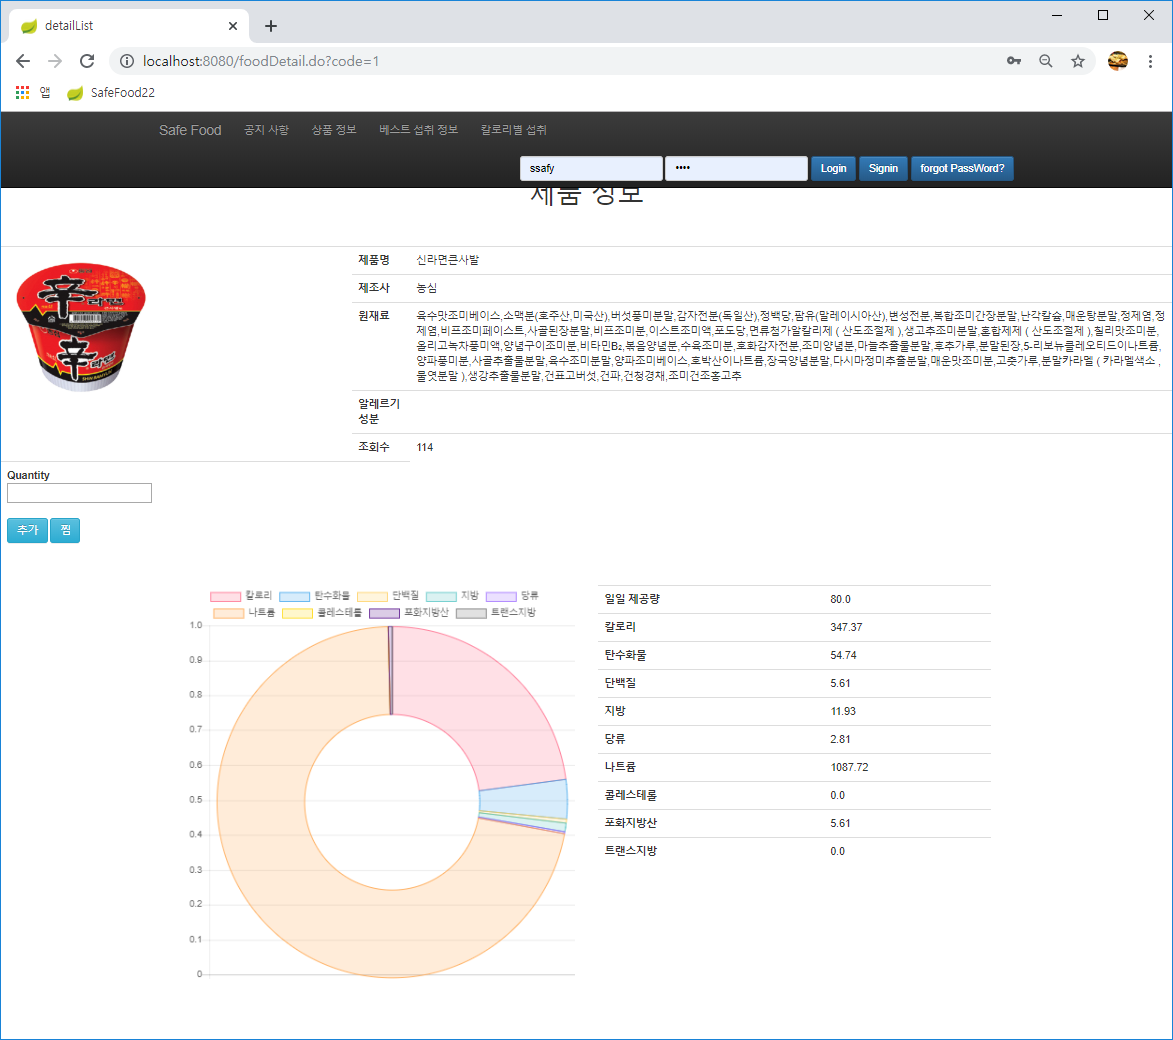 detailList
localhost:8080/foodDetail.do?code=1
앱 SafeFood22
Safe Food 공지 사항 상품 정보 베스트 섭취 정보 칼로리별 섭취
ssafy •••• Login Signin forgot PassWord?
제품 정보
辛라면
辛라면
제품명 신라면큰사발
제조사 농심
원재료 육수맛조미베이스,소맥분(호주산,미국산),버섯풍미분말,감자전분(독일산),정백당,팜유(말레이시아산),변성전분,복합조미간장분말,난각칼슘,매운탕분말,정제염,정
제염,비프조미페이스트,사골된장분말,비프조미분,이스트조미액,포도당,면류첨가알칼리제 ( 산도조절제 ),생고추조미분말,혼합제제 ( 산도조절제 ),칠리맛조미분,
올리고녹차풍미액,양념구이조미분,비타민B₂,볶음양념분,수육조미분,호화감자전분,조미양념분,마늘추출물분말,후추가루,분말된장,5-리보뉴클레오티드이나트륨,
양파풍미분,사골추출물분말,육수조미분말,양파조미베이스,호박산이나트륨,장국양념분말,다시마정미추출분말,매운맛조미분,고춧가루,분말카라멜 ( 카라멜색소 ,
물엿분말 ),생강추출물분말,건표고버섯,건파,건청경채,조미건조홍고추
알레르기
성분
조회수 114
Quantity
추가 찜
칼로리 탄수화물 단백질 지방 당류
나트륨 콜레스테롤 포화지방산 트랜스지방
1.0
0.9
0.8
0.7
0.6
0.5
0.4
0.3
0.2
0.1
0
일일 제공량 80.0
칼로리 347.37
탄수화물 54.74
단백질 5.61
지방 11.93
당류 2.81
나트륨 1087.72
콜레스테롤 0.0
포화지방산 5.61
트랜스지방 0.0